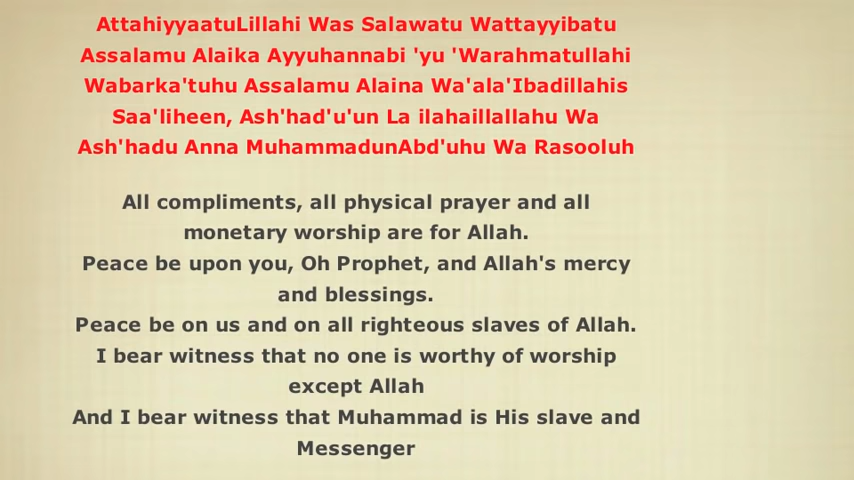 AttahiyyaatuLillahi Was Salawatu Wattayyibatu
Assalamu Alaika Ayyuhannabi 'yu 'Warahmatullahi
Wabarka'tuhu Assalamu Alaina Wa'ala'Ibadillahis
Saa'liheen, Ash'had'u'un La ilahaillallahu Wa
Ash'hadu Anna MuhammadunAbd'uhu Wa Rasooluh
All compliments, all physical prayer and all
monetary worship are for Allah.
Peace be upon you, Oh Prophet, and Allah's mercy
and blessings.
Peace be on us and on all righteous slaves of Allah.
I bear witness that no one is worthy of worship
except Allah
And I bear witness that Muhammad is His slave and
Messenger